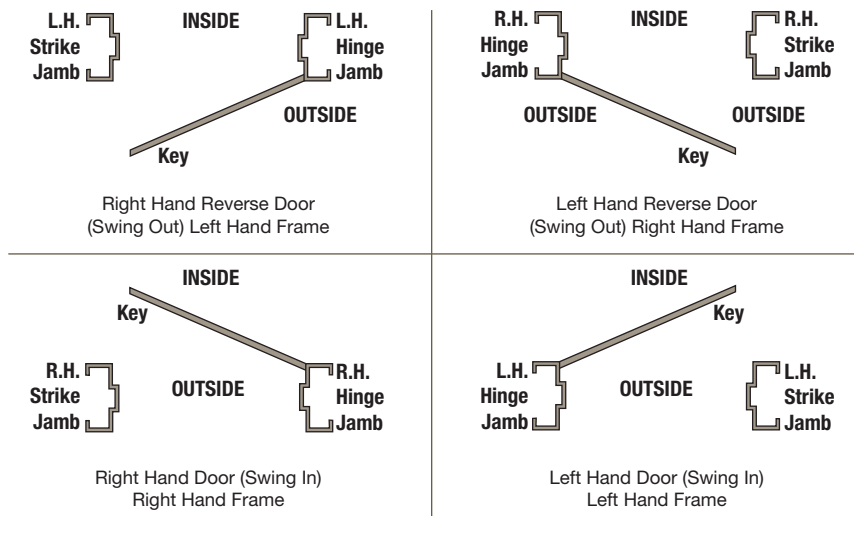 L.H.
Strike
Jamb
INSIDE
L.H.
Hinge
Jamb
OUTSIDE
Key
Right Hand Reverse Door
(Swing Out) Left Hand Frame
R.H.
Hinge
Jamb
INSIDE
R.H.
Strike
Jamb
OUTSIDE
OUTSIDE
Key
Left Hand Reverse Door
(Swing Out) Right Hand Frame
INSIDE
Key
R.H.
Strike
Jamb
OUTSIDE
R.H.
Hinge
Jamb
Right Hand Door (Swing In)
Right Hand Frame
INSIDE
Key
L.H.
Hinge
Jamb
OUTSIDE
L.H.
Strike
Jamb
Left Hand Door (Swing In)
Left Hand Frame